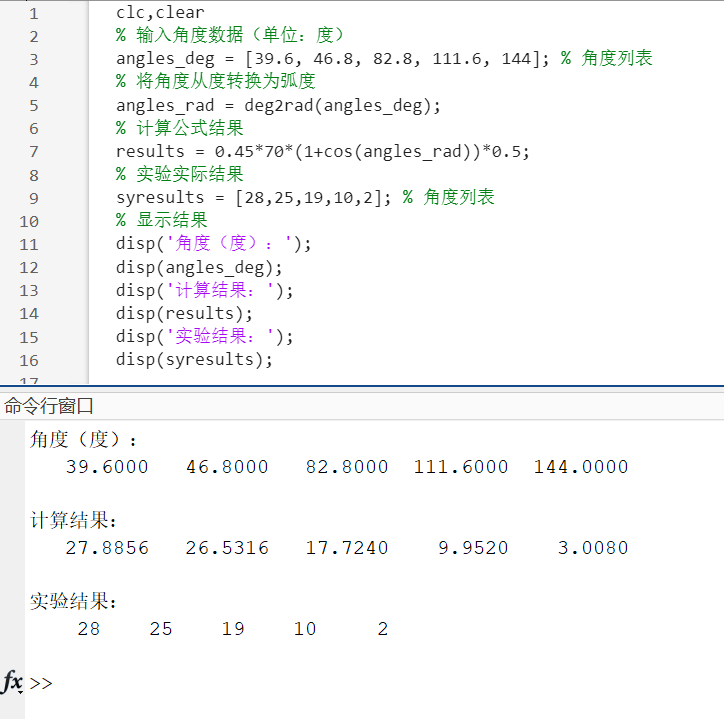 1 clc,clear
2 % 输入角度数据（单位：度）
3 angles_deg = [39.6, 46.8, 82.8, 111.6, 144]; % 角度列表
4 % 将角度从度转换为弧度
5 angles_rad = deg2rad(angles_deg);
6 % 计算公式结果
7 results = 0.45*70*(1+cos(angles_rad))*0.5;
8 % 实验实际结果
9 syresults = [28,25,19,10,2]; % 角度列表
10 % 显示结果
11 disp('角度（度）：');
12 disp(angles_deg);
13 disp('计算结果：');
14 disp(results);
15 disp('实验结果：');
16 disp(syresults);
17
命令行窗口
角度（度）：
39.6000 46.8000 82.8000 111.6000 144.0000
计算结果：
27.8856 26.5316 17.7240 9.9520 3.0080
实验结果：
28 25 19 10 2
fx >>